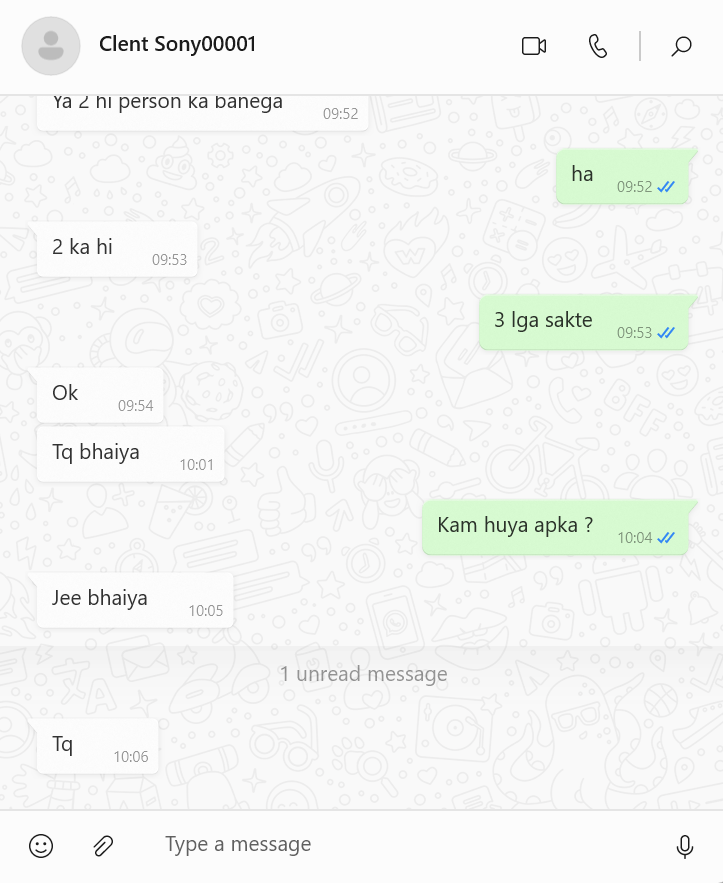 Clent Sony00001
Ya 2 hi person ka banega
09:52
ha
09:52
2 ka hi
09:53
3 lga sakte
09:53
Ok
09:54
Tq bhaiya
10:01
Kam huya apka ?
10:04
Jee bhaiya
10:05
1 unread message
Tq
10:06
Type a message